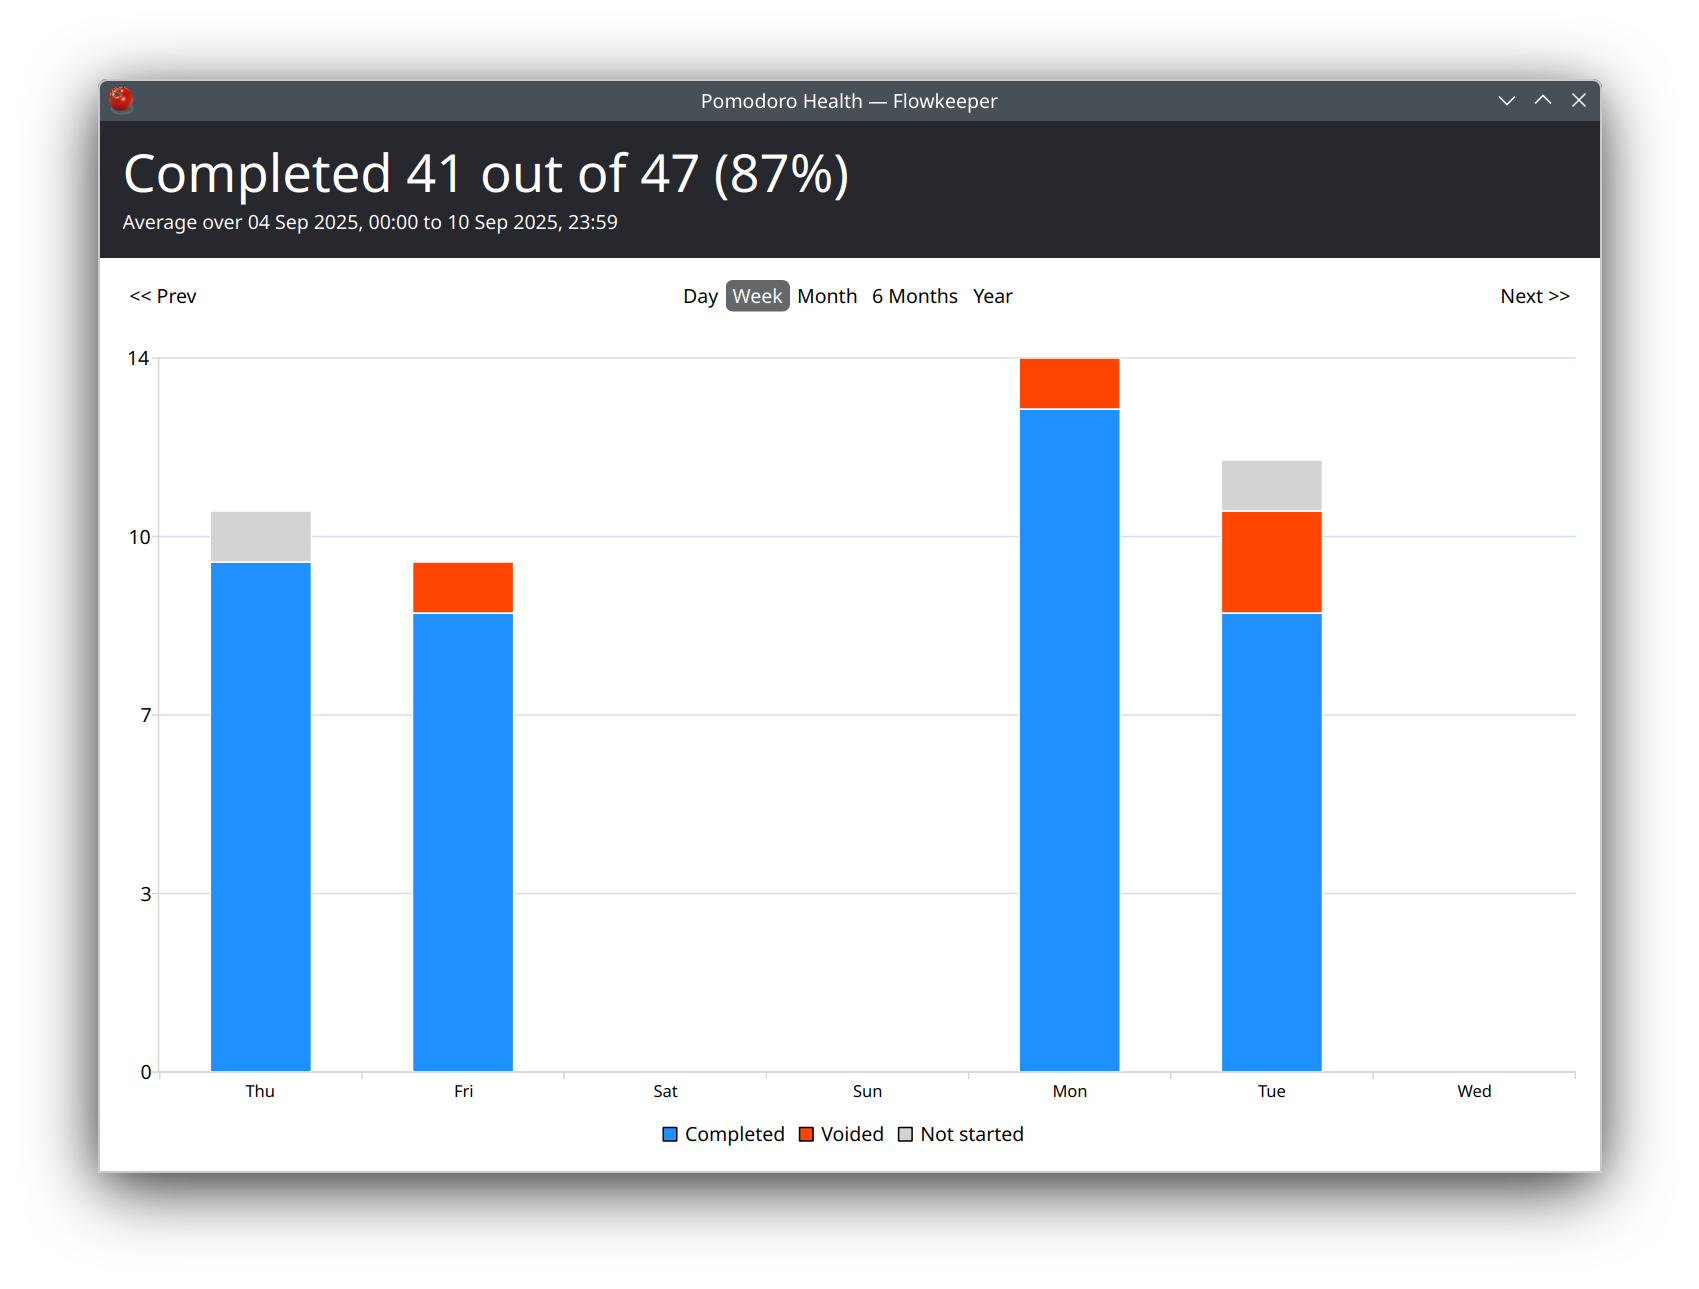 Pomodoro Health — Flowkeeper
Completed 41 out of 47 (87%)
Average over 04 Sep 2025, 00:00 to 10 Sep 2025, 23:59
<< Prev Day Week Month 6 Months Year Next >>
14
10
7
3
0
Thu Fri Sat Sun Mon Tue Wed
Completed Voided Not started